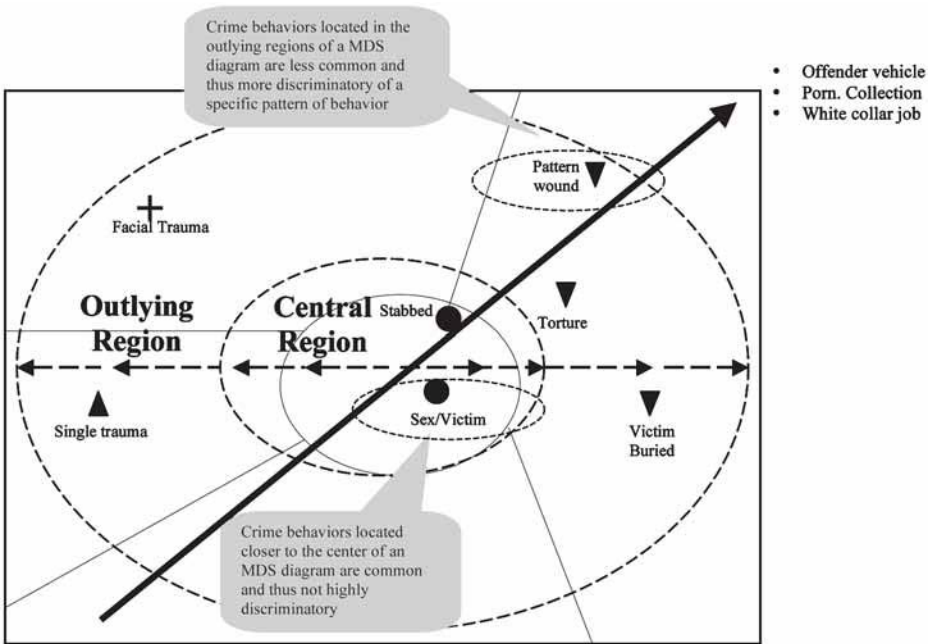 Crime behaviors located in the
outlying regions of a MDS
diagram are less common and
thus more discriminatory of a
specific pattern of behavior
• Offender vehicle
• Porn. Collection
• White collar job
Pattern
wound
Facial Trauma
Outlying
Region
Central
Region
Stabbed
Torture
Single trauma
Sex/Victim
Victim
Buried
Crime behaviors located
closer to the center of an
MDS diagram are common
and thus not highly
discriminatory